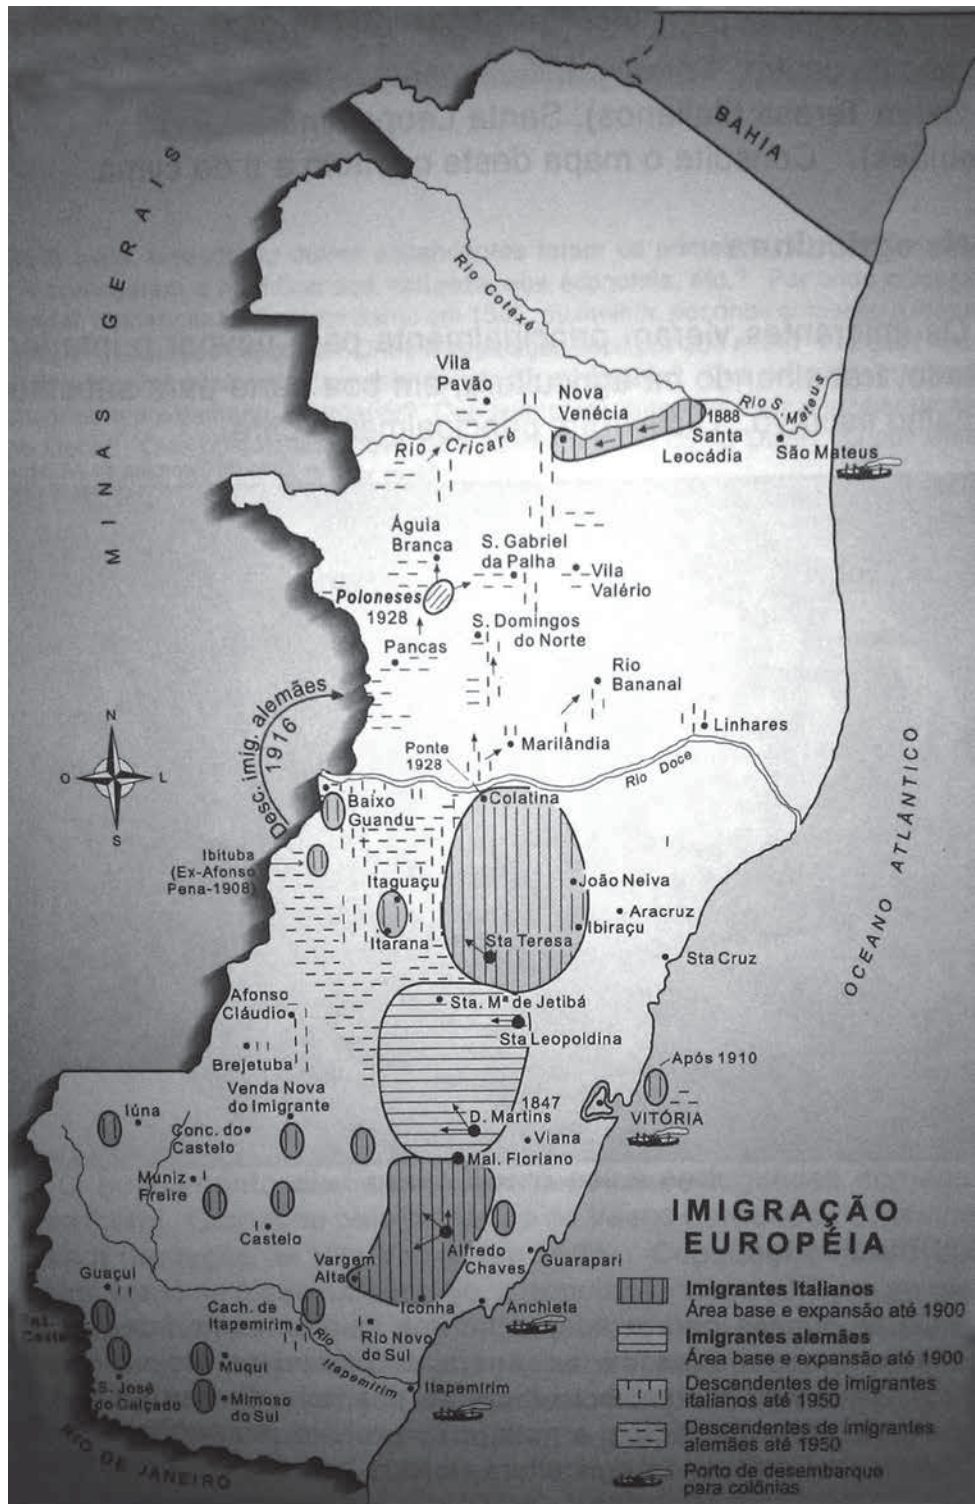 BAHIA
MINAS GERAIS
Rio Cotaxé
Vila
Pavão
Nova
Venécia
1888
Santa
Leocádia
Rio S. Mateus
São Mateus
Rio Cricaré
Águia
Branca
S. Gabriel
da Palha
Vila
Valério
Poloneses
1928
S. Domingos
do Norte
Pancas
Rio
Bananal
Linhares
Desc. imig. alemães
1916
Marilândia
Ponte
1928
Rio Doce
N
O
L
S
Baixo
Guandu
Colatina
OCEANO ATLÂNTICO
Ibituba
(Ex-Afonso
Pena-1908)
Itaguaçu
João Neiva
Aracruz
Itarana
Ibiraçu
Sta Teresa
Sta Cruz
Afonso
Cláudio
Sta. Mª de Jetibá
Sta Leopoldina
Brejetuba
Após 1910
Venda Nova
do Imigrante
1847
D. Martins
VITÓRIA
Iúna
Conc. do
Castelo
Viana
Mal. Floriano
Muniz
Freire
Castelo
Alfredo
Chaves
Guarapari
Vargem
Alta
Guaçuí
Iconha
Anchieta
Cach. de
Itapemirim
Rio Novo
do Sul
Rio Itapemirim
Muqui
Itapemirim
S. José
do Calçado
Mimoso
do Sul
RIO DE JANEIRO
IMIGRAÇÃO
EUROPÉIA
Imigrantes italianos
Área base e expansão até 1900
Imigrantes alemães
Área base e expansão até 1900
Descendentes de imigrantes
italianos até 1950
Descendentes de imigrantes
alemães até 1950
Porto de desembarque
para colônias